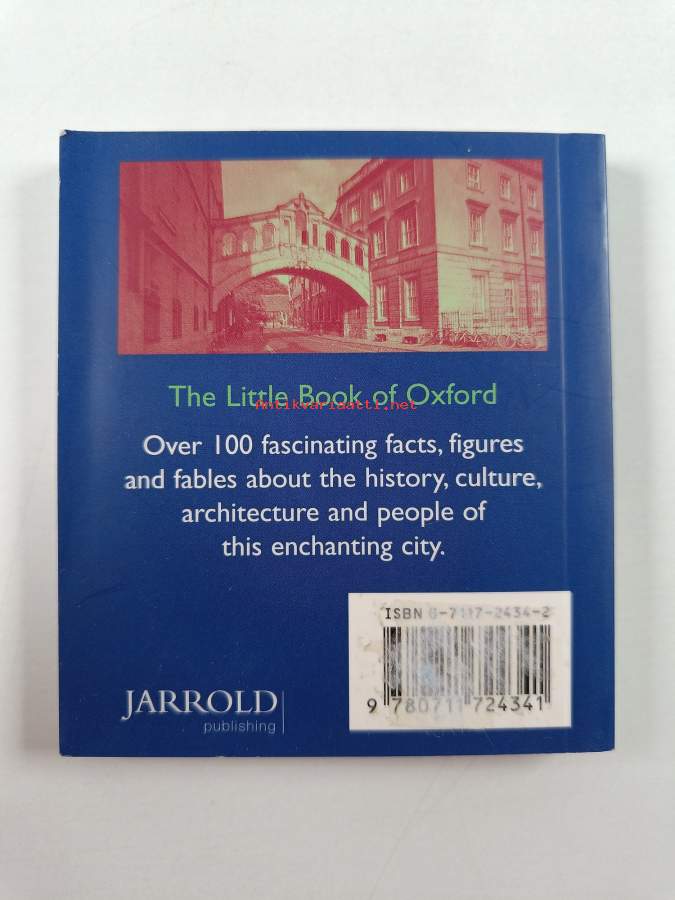 The Little Book of Oxford
Antikvariaatti.net
Over 100 fascinating facts, figures
and fables about the history, culture,
architecture and people of
this enchanting city.
ISBN 0-7117-2434-2
9 780711 724341
JARROLD
publishing